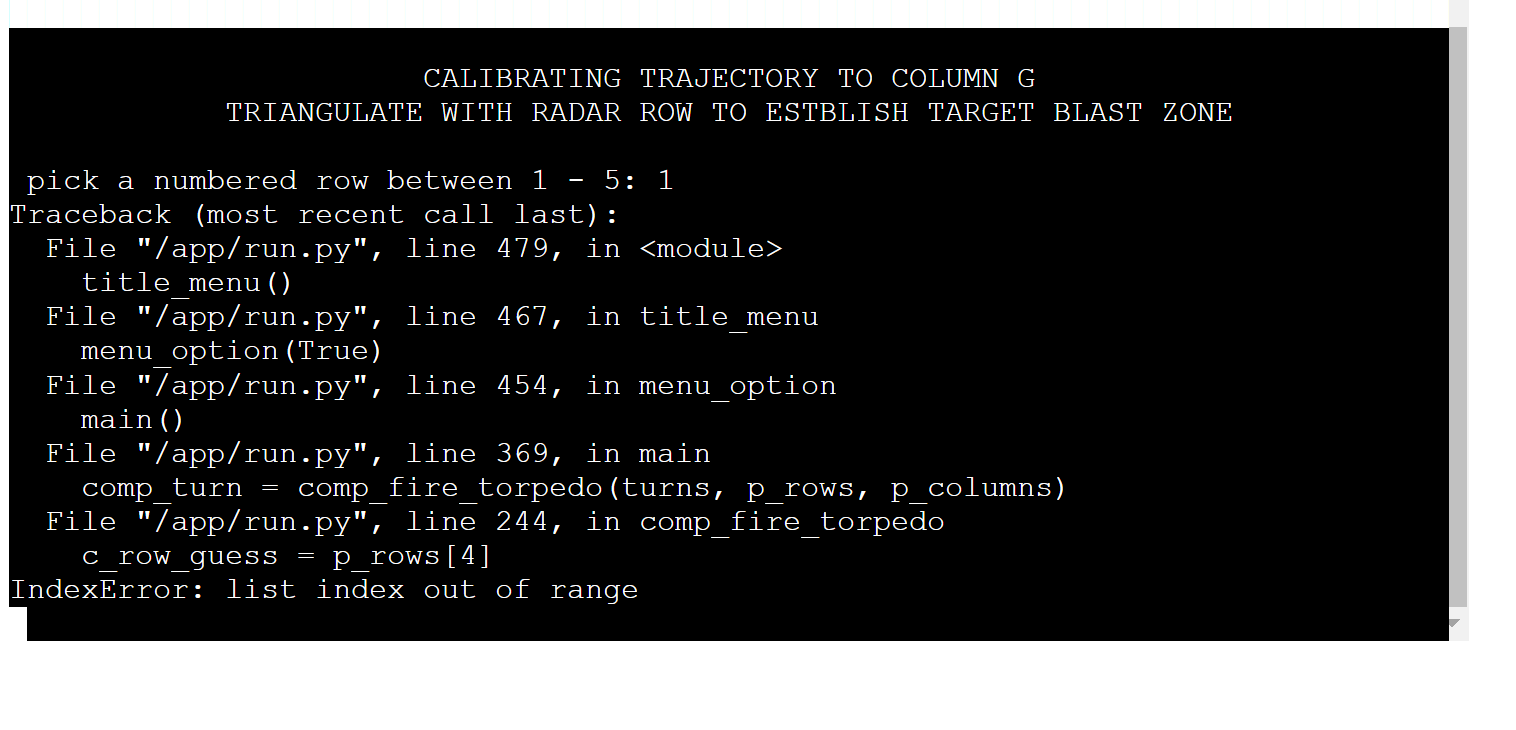 CALIBRATING TRAJECTORY TO COLUMN G
TRIANGULATE WITH RADAR ROW TO ESTBLISH TARGET BLAST ZONE
pick a numbered row between 1 - 5: 1
Traceback (most recent call last):
File "/app/run.py", line 479, in <module>
title_menu()
File "/app/run.py", line 467, in title_menu
menu_option(True)
File "/app/run.py", line 454, in menu_option
main()
File "/app/run.py", line 369, in main
comp_turn = comp_fire_torpedo(turns, p_rows, p_columns)
File "/app/run.py", line 244, in comp_fire_torpedo
c_row_guess = p_rows[4]
IndexError: list index out of range